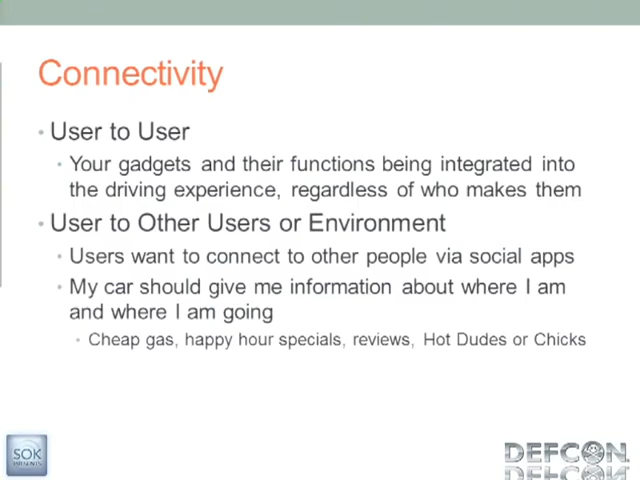 Connectivity
• User to User
• Your gadgets and their functions being integrated into
the driving experience, regardless of who makes them
• User to Other Users or Environment
• Users want to connect to other people via social apps
• My car should give me information about where I am
and where I am going
• Cheap gas, happy hour specials, reviews, Hot Dudes or Chicks
SOK
DEFCON